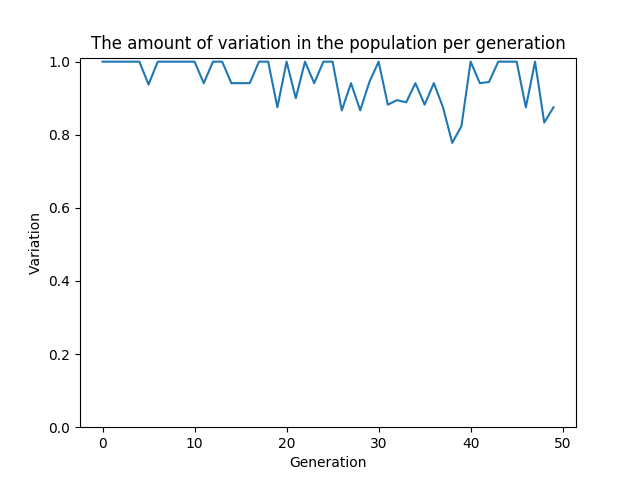 The amount of variation in the population per generation
1.0
0.8
0.6
0.4
0.2
0.0
Variation
0 10 20 30 40 50
Generation